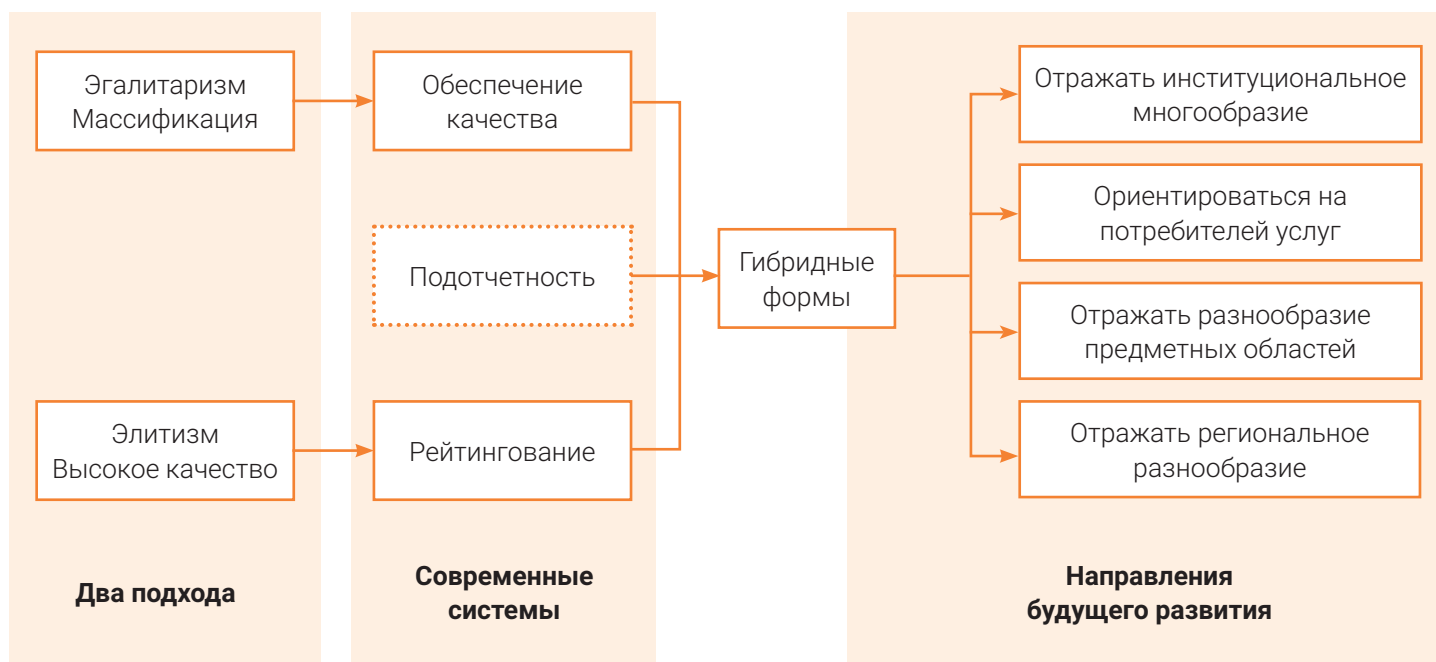 Эгалитаризм
Массификация
Элитизм
Высокое качество
Два подхода
Обеспечение
качества
Подотчетность
Рейтингование
Современные
системы
Гибридные
формы
Отражать институциональное
многообразие
Ориентироваться на
потребителей услуг
Отражать разнообразие
предметных областей
Отражать региональное
разнообразие
Направления
будущего развития